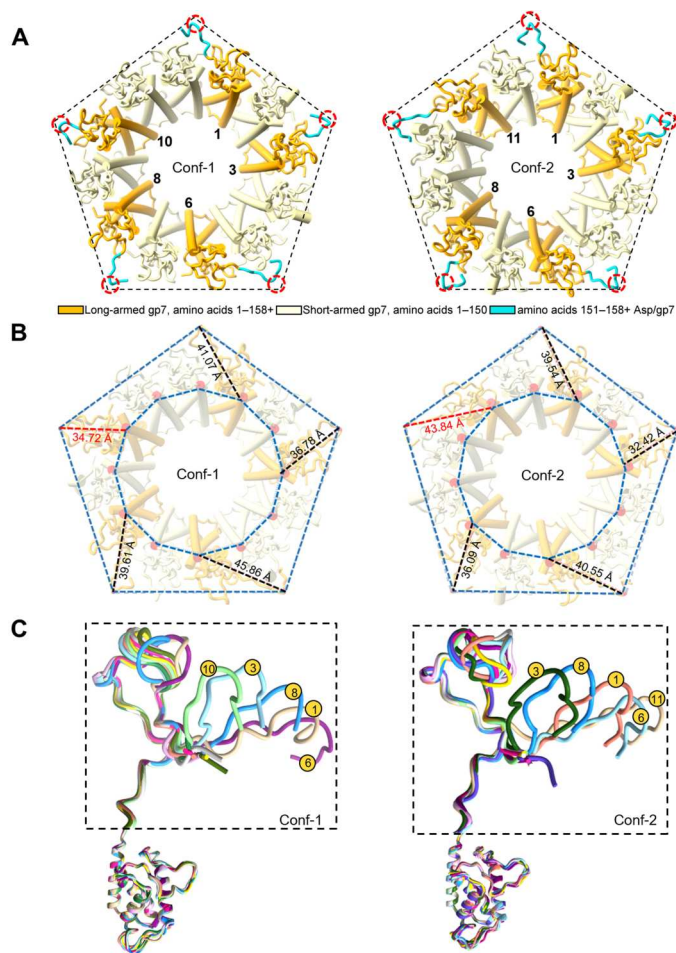 A
10
1
Conf-1
3
8
6
11
1
Conf-2
3
8
6
Long-armed gp7, amino acids 1–158+ Short-armed gp7, amino acids 1–150 amino acids 151–158+ Asp/gp7
B
41.07 Å
34.72 Å
36.78 Å
Conf-1
39.61 Å
45.86 Å
39.54 Å
43.84 Å
32.42 Å
Conf-2
36.09 Å
40.55 Å
C
10
3
8
1
6
Conf-1
3
8
1
11
6
Conf-2